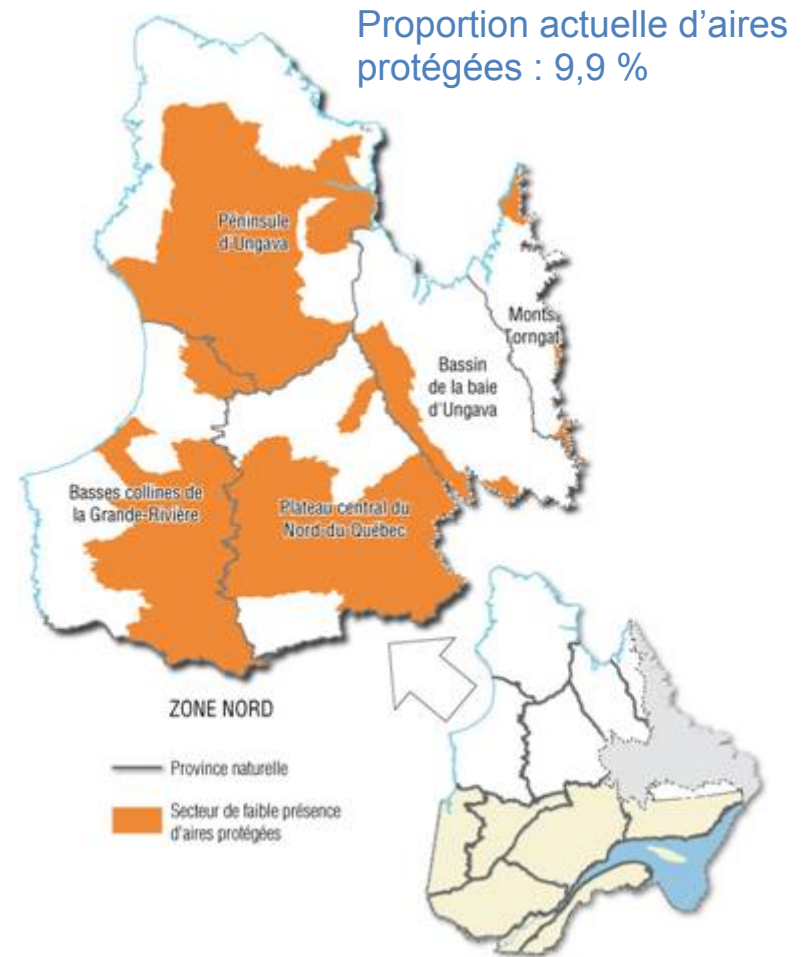 Proportion actuelle d'aires
protégées : 9,9 %
Péninsule
d'Ungava
Monts
Torngat
Bassin
de la baie
d'Ungava
Basses collines de
la Grande-Rivière
Plateau central du
Nord-du-Québec
ZONE NORD
Province naturelle
Secteur de faible présence
d'aires protégées